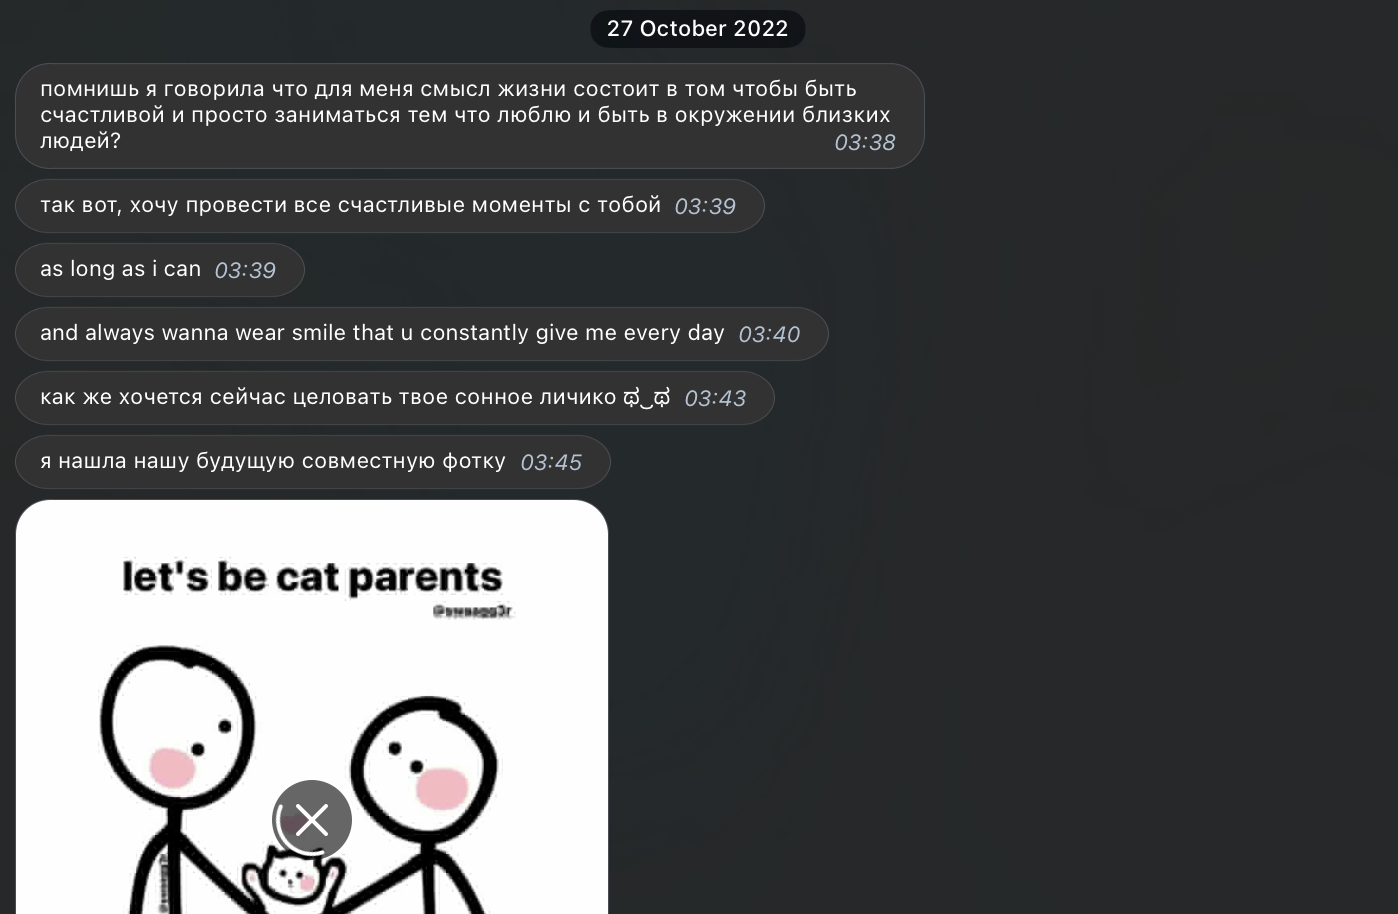 27 October 2022
помнишь я говорила что для меня смысл жизни состоит в том чтобы быть
счастливой и просто заниматься тем что люблю и быть в окружении близких
людей? 03:38
так вот, хочу провести все счастливые моменты с тобой 03:39
as long as i can 03:39
and always wanna wear smile that u constantly give me every day 03:40
как же хочется сейчас целовать твое сонное личико ಥ‿ಥ 03:43
я нашла нашу будущую совместную фотку 03:45
let's be cat parents